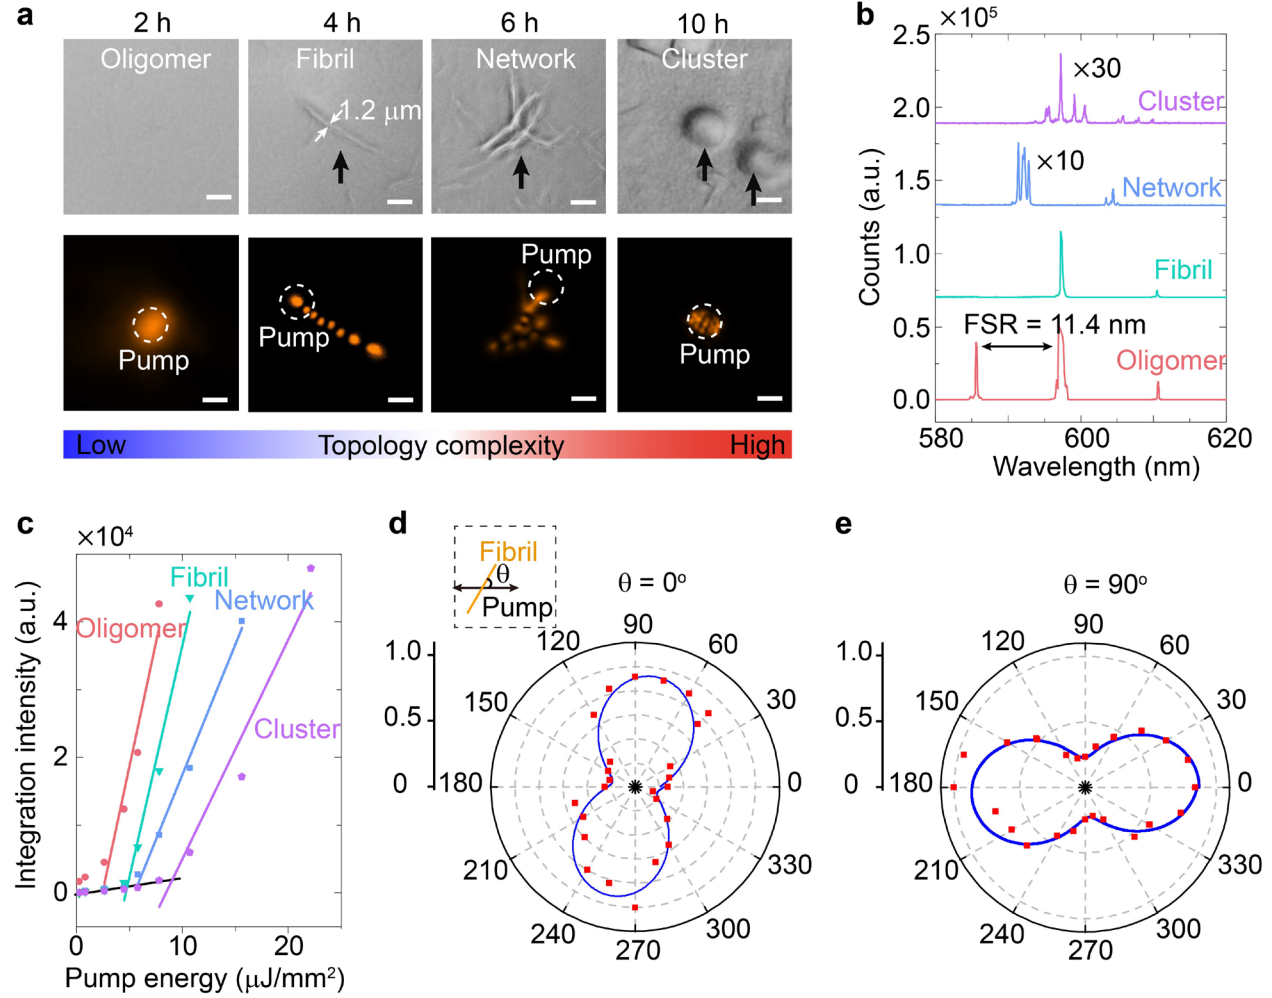 a
2 h 4 h 6 h 10 h
Oligomer Fibril Network Cluster
1.2 μm
Pump Pump Pump Pump
Low Topology complexity High
b
×10⁵
2.5
2.0
1.5
1.0
0.5
0.0
Counts (a.u.)
×30
Cluster
×10
Network
Fibril
FSR = 11.4 nm
Oligomer
580 600 620
Wavelength (nm)
c
×10⁴
Integration intensity (a.u.)
4
2
0
Fibril
Network
Oligomer
Cluster
0 10 20
Pump energy (μJ/mm²)
d
Fibril
θ
Pump
θ = 0°
1.0
0.5
0
90
120 60
150 30
180 0
210 330
240 300
270
e
θ = 90°
1.0
0.5
0
90
120 60
150 30
180 0
210 330
240 300
270